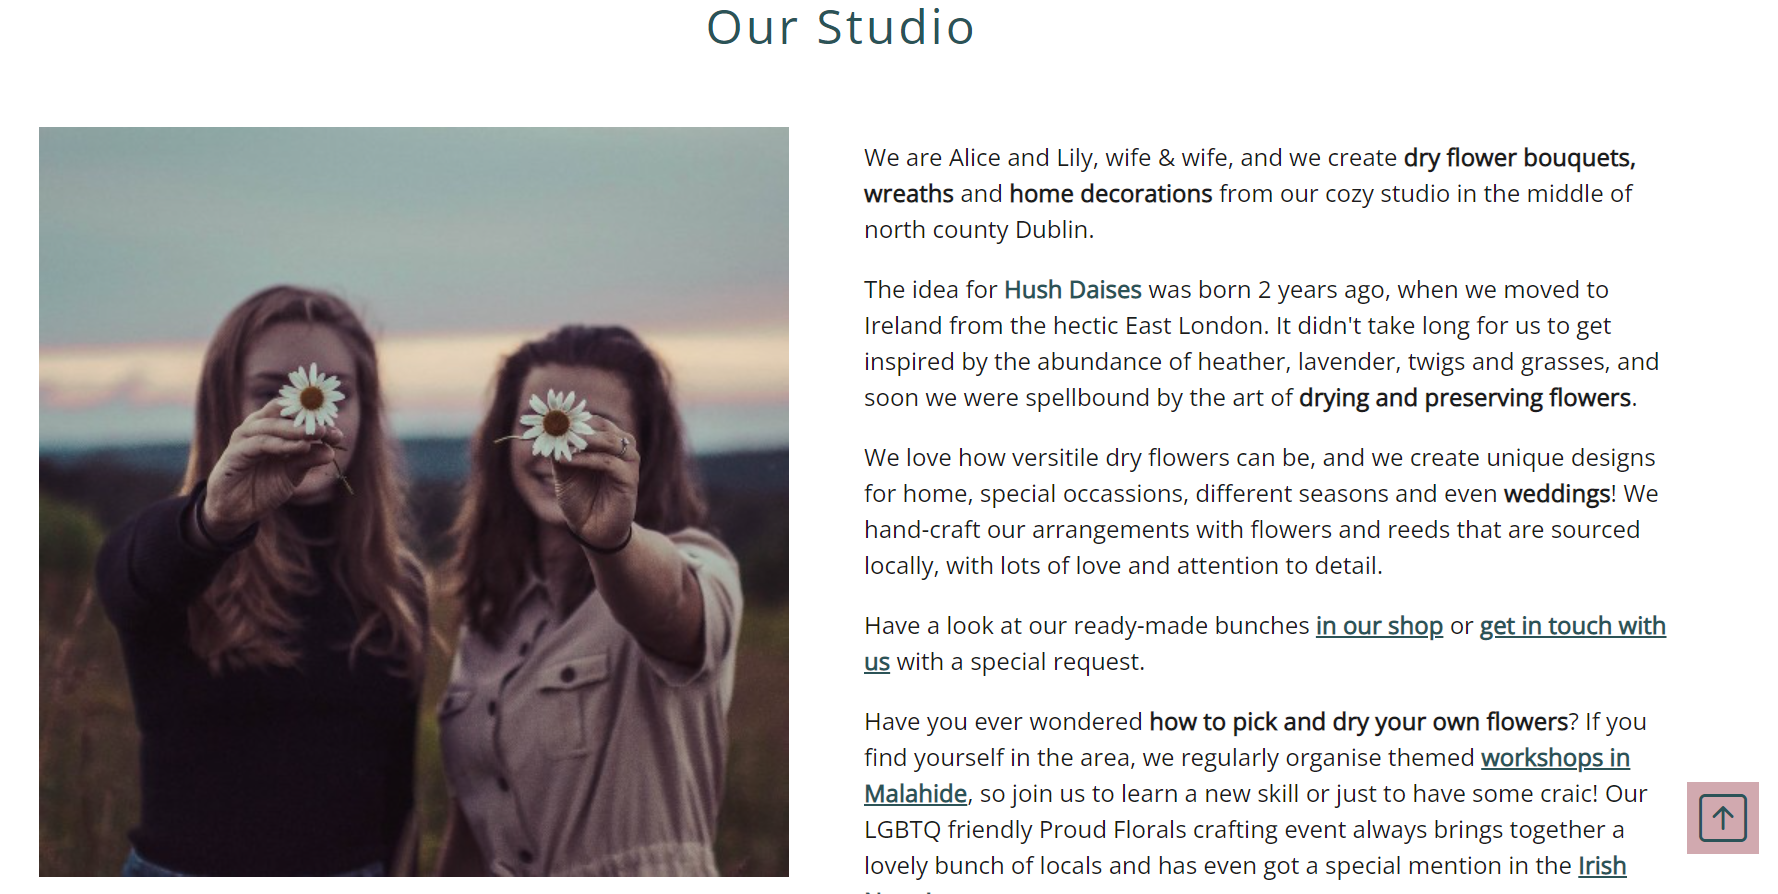 Our Studio
We are Alice and Lily, wife & wife, and we create dry flower bouquets,
wreaths and home decorations from our cozy studio in the middle of
north county Dublin.
The idea for Hush Daises was born 2 years ago, when we moved to
Ireland from the hectic East London. It didn't take long for us to get
inspired by the abundance of heather, lavender, twigs and grasses, and
soon we were spellbound by the art of drying and preserving flowers.
We love how versitile dry flowers can be, and we create unique designs
for home, special occassions, different seasons and even weddings! We
hand-craft our arrangements with flowers and reeds that are sourced
locally, with lots of love and attention to detail.
Have a look at our ready-made bunches in our shop or get in touch with
us with a special request.
Have you ever wondered how to pick and dry your own flowers? If you
find yourself in the area, we regularly organise themed workshops in
Malahide, so join us to learn a new skill or just to have some craic! Our
LGBTQ friendly Proud Florals crafting event always brings together a
lovely bunch of locals and has even got a special mention in the Irish